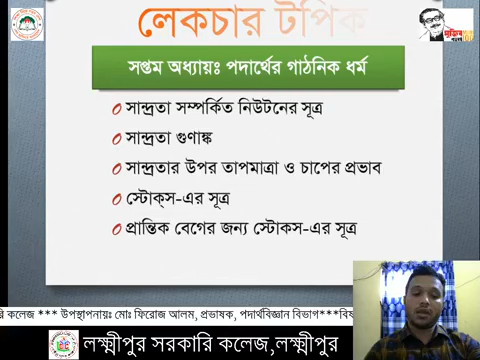 লেকচার টপিক
সপ্তম অধ্যায়ঃ পদার্থের গাঠনিক ধর্ম
সান্দ্রতা সম্পর্কিত নিউটনের সূত্র
সান্দ্রতা গুণাঙ্ক
সান্দ্রতার উপর তাপমাত্রা ও চাপের প্রভাব
স্টোক্স-এর সূত্র
প্রান্তিক বেগের জন্য স্টোকস-এর সূত্র
রি কলেজ *** উপস্থাপনায়ঃ মোঃ ফিরোজ আলম, প্রভাষক, পদার্থবিজ্ঞান বিভাগ***বিষ
লক্ষ্মীপুর সরকারি কলেজ,লক্ষ্মীপুর